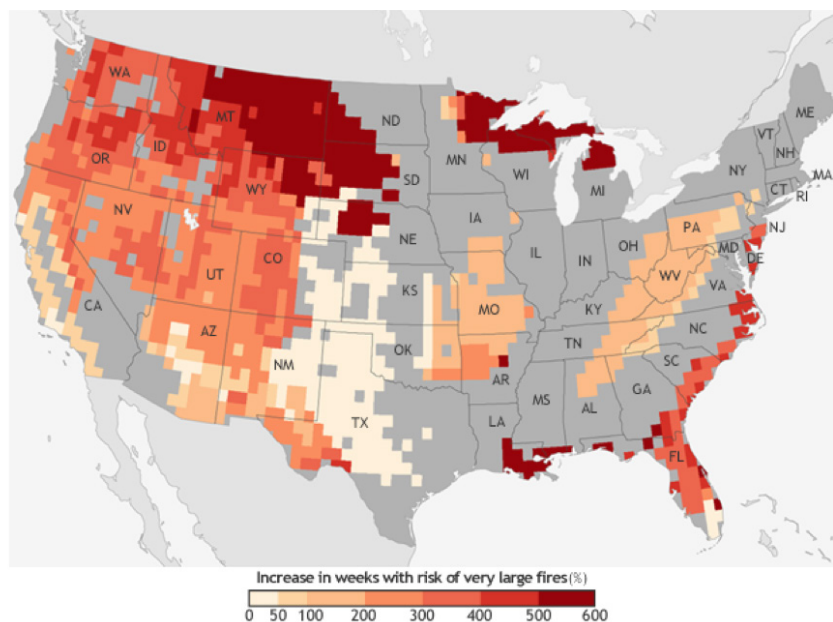 WA
MT
ND
ME
OR
ID
MN
VT
NH
SD
WI
NY
MA
WY
MI
CT
RI
IA
NV
NE
PA
NJ
IL
IN
OH
MD
DE
UT
CO
WV
VA
KS
MO
KY
CA
NC
TN
AZ
OK
NM
AR
SC
MS
AL
GA
TX
LA
FL
Increase in weeks with risk of very large fires (%)
0 50 100 200 300 400 500 600